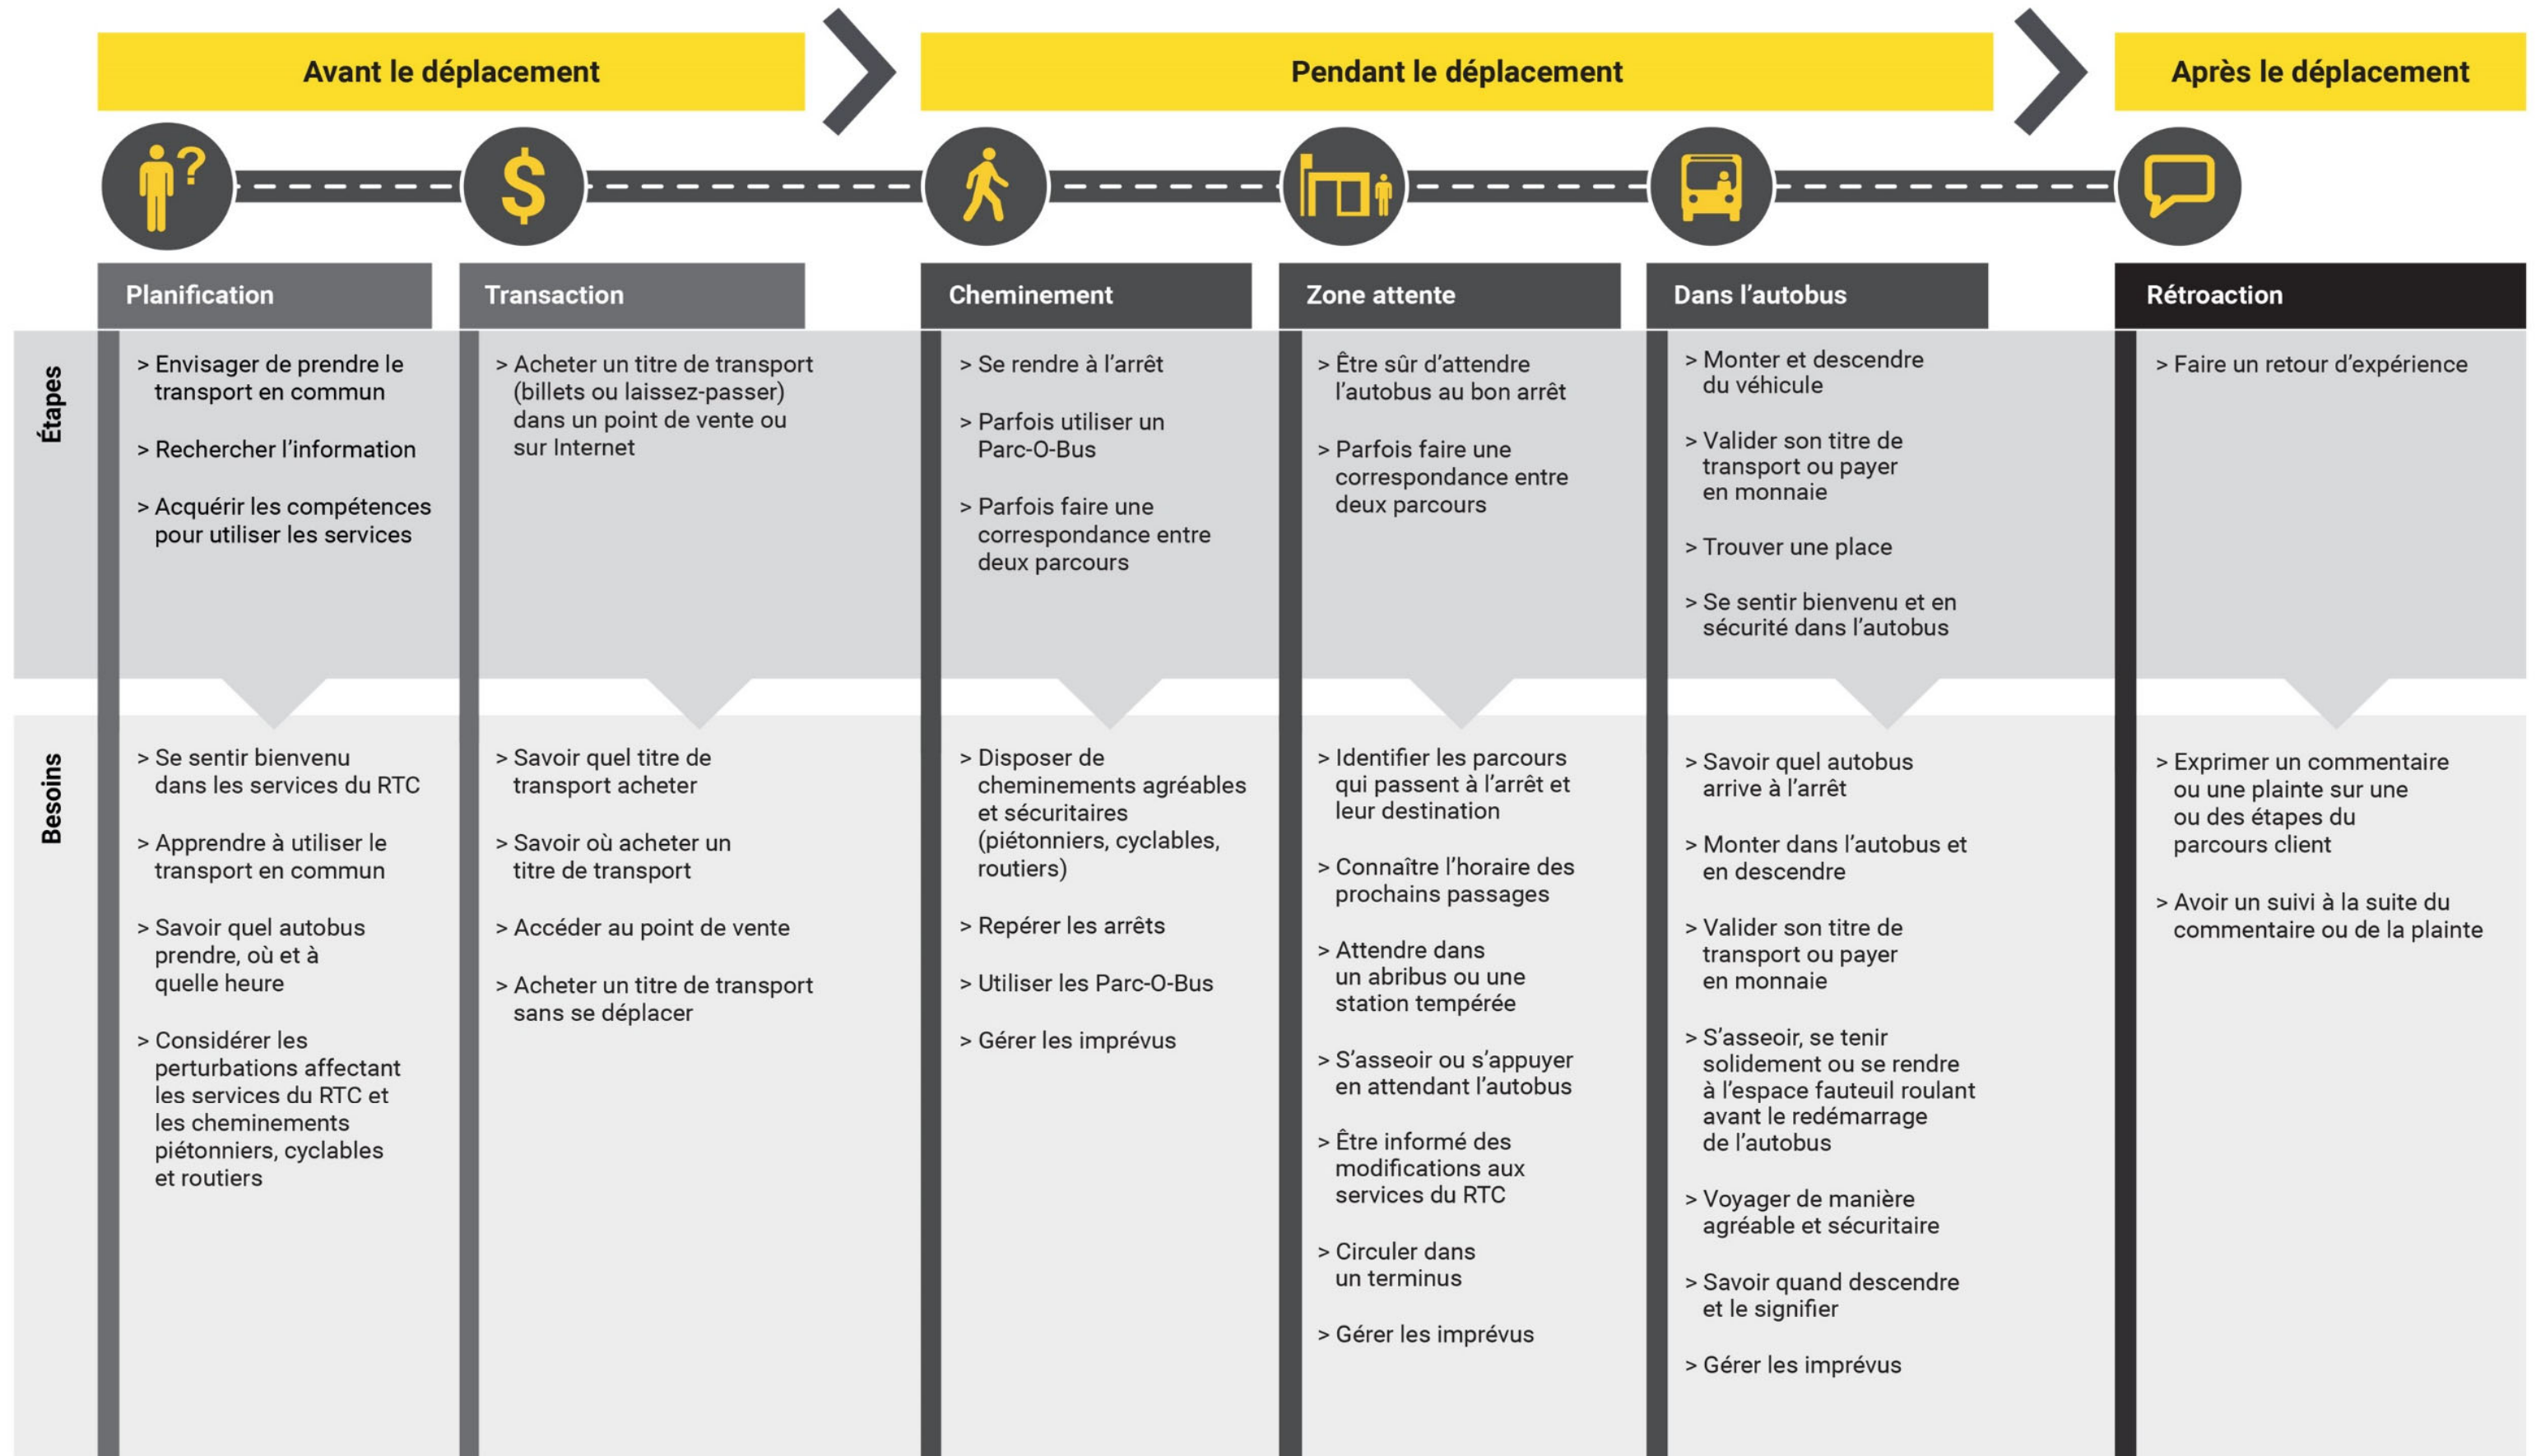 Avant le déplacement
Pendant le déplacement
Après le déplacement
?
$
Planification
Transaction
Cheminement
Zone attente
Dans l’autobus
Rétroaction
Étapes
> Envisager de prendre le
transport en commun
> Rechercher l’information
> Acquérir les compétences
pour utiliser les services
> Acheter un titre de transport
(billets ou laissez-passer)
dans un point de vente ou
sur Internet
> Se rendre à l’arrêt
> Parfois utiliser un
Parc-O-Bus
> Parfois faire une
correspondance entre
deux parcours
> Être sûr d’attendre
l’autobus au bon arrêt
> Parfois faire une
correspondance entre
deux parcours
> Monter et descendre
du véhicule
> Valider son titre de
transport ou payer
en monnaie
> Trouver une place
> Se sentir bienvenu et en
sécurité dans l’autobus
> Faire un retour d’expérience
Besoins
> Se sentir bienvenu
dans les services du RTC
> Apprendre à utiliser le
transport en commun
> Savoir quel autobus
prendre, où et à
quelle heure
> Considérer les
perturbations affectant
les services du RTC et
les cheminements
piétonniers, cyclables
et routiers
> Savoir quel titre de
transport acheter
> Savoir où acheter un
titre de transport
> Accéder au point de vente
> Acheter un titre de transport
sans se déplacer
> Disposer de
cheminements agréables
et sécuritaires
(piétonniers, cyclables,
routiers)
> Repérer les arrêts
> Utiliser les Parc-O-Bus
> Gérer les imprévus
> Identifier les parcours
qui passent à l’arrêt et
leur destination
> Connaître l’horaire des
prochains passages
> Attendre dans
un abribus ou une
station tempérée
> S’asseoir ou s’appuyer
en attendant l’autobus
> Être informé des
modifications aux
services du RTC
> Circuler dans
un terminus
> Gérer les imprévus
> Savoir quel autobus
arrive à l’arrêt
> Monter dans l’autobus et
en descendre
> Valider son titre de
transport ou payer
en monnaie
> S’asseoir, se tenir
solidement ou se rendre
à l’espace fauteuil roulant
avant le redémarrage
de l’autobus
> Voyager de manière
agréable et sécuritaire
> Savoir quand descendre
et le signifier
> Gérer les imprévus
> Exprimer un commentaire
ou une plainte sur une
ou des étapes du
parcours client
> Avoir un suivi à la suite du
commentaire ou de la plainte